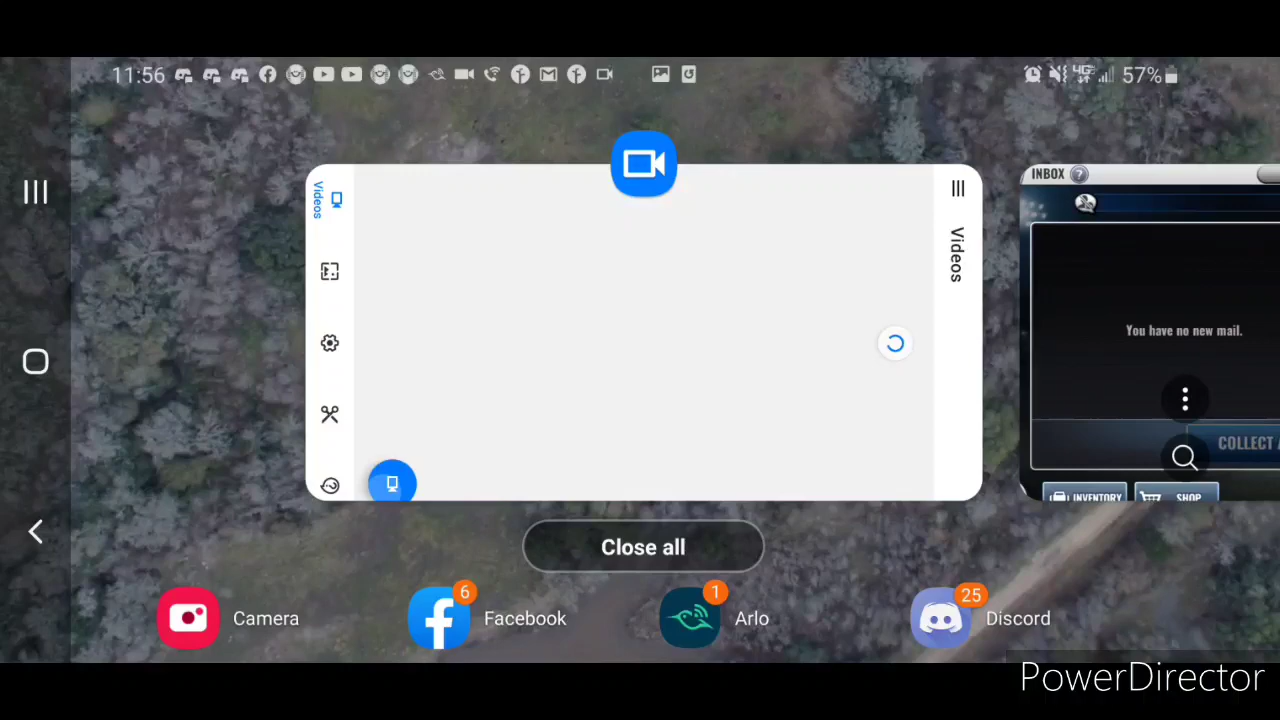 11:56
4G 57%
Videos
Videos
INBOX ?
You have no new mail.
COLLECT A
INVENTORY SHOP
Close all
Camera
6
Facebook
1
Arlo
25
Discord
PowerDirector